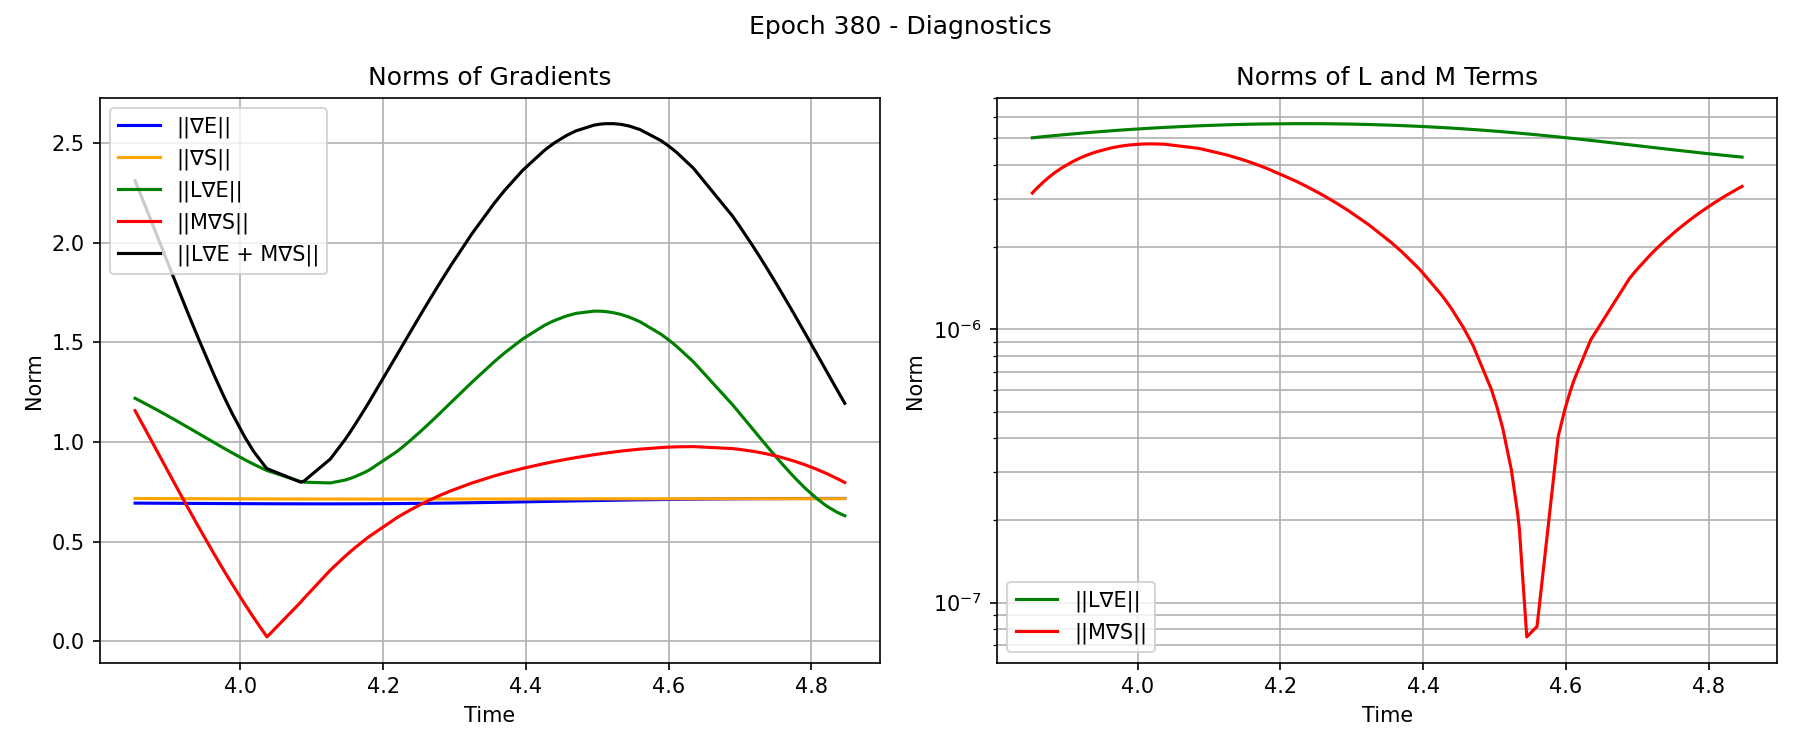 Epoch 380 - Diagnostics
Norms of Gradients
||∇E||
||∇S||
||L∇E||
||M∇S||
||L∇E + M∇S||
2.5
2.0
1.5
1.0
0.5
0.0
Norm
4.0 4.2 4.4 4.6 4.8
Time
Norms of L and M Terms
10⁻⁶
10⁻⁷
Norm
||L∇E||
||M∇S||
4.0 4.2 4.4 4.6 4.8
Time